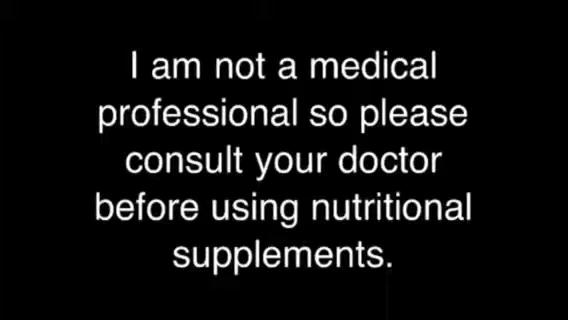 I am not a medical
professional so please
consult your doctor
before using nutritional
supplements.